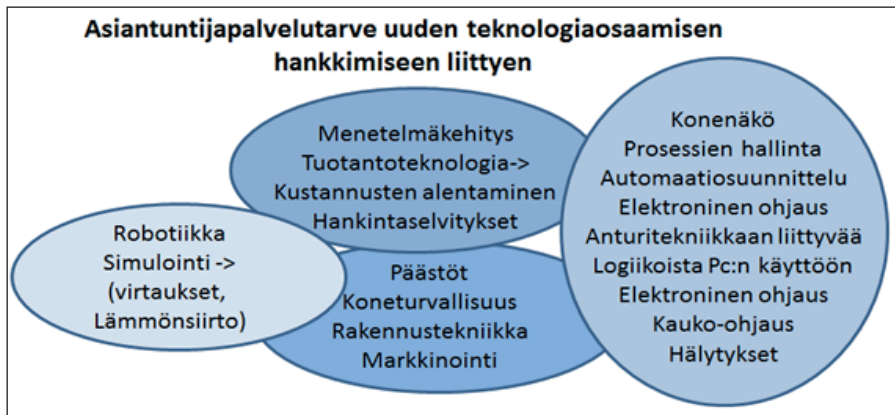 Asiantuntijapalvelutarve uuden teknologiaosaamisen
hankkimiseen liittyen
Menetelmäkehitys
Tuotantoteknologia->
Kustannusten alentaminen
Hankintaselvitykset
Robotiikka
Simulointi ->
(virtaukset,
Lämmönsiirto)
Päästöt
Koneturvallisuus
Rakennustekniikka
Markkinointi
Konenäkö
Prosessien hallinta
Automaatiosuunnittelu
Elektroninen ohjaus
Anturitekniikkaan liittyvää
Logiikoista Pc:n käyttöön
Elektroninen ohjaus
Kauko-ohjaus
Hälytykset